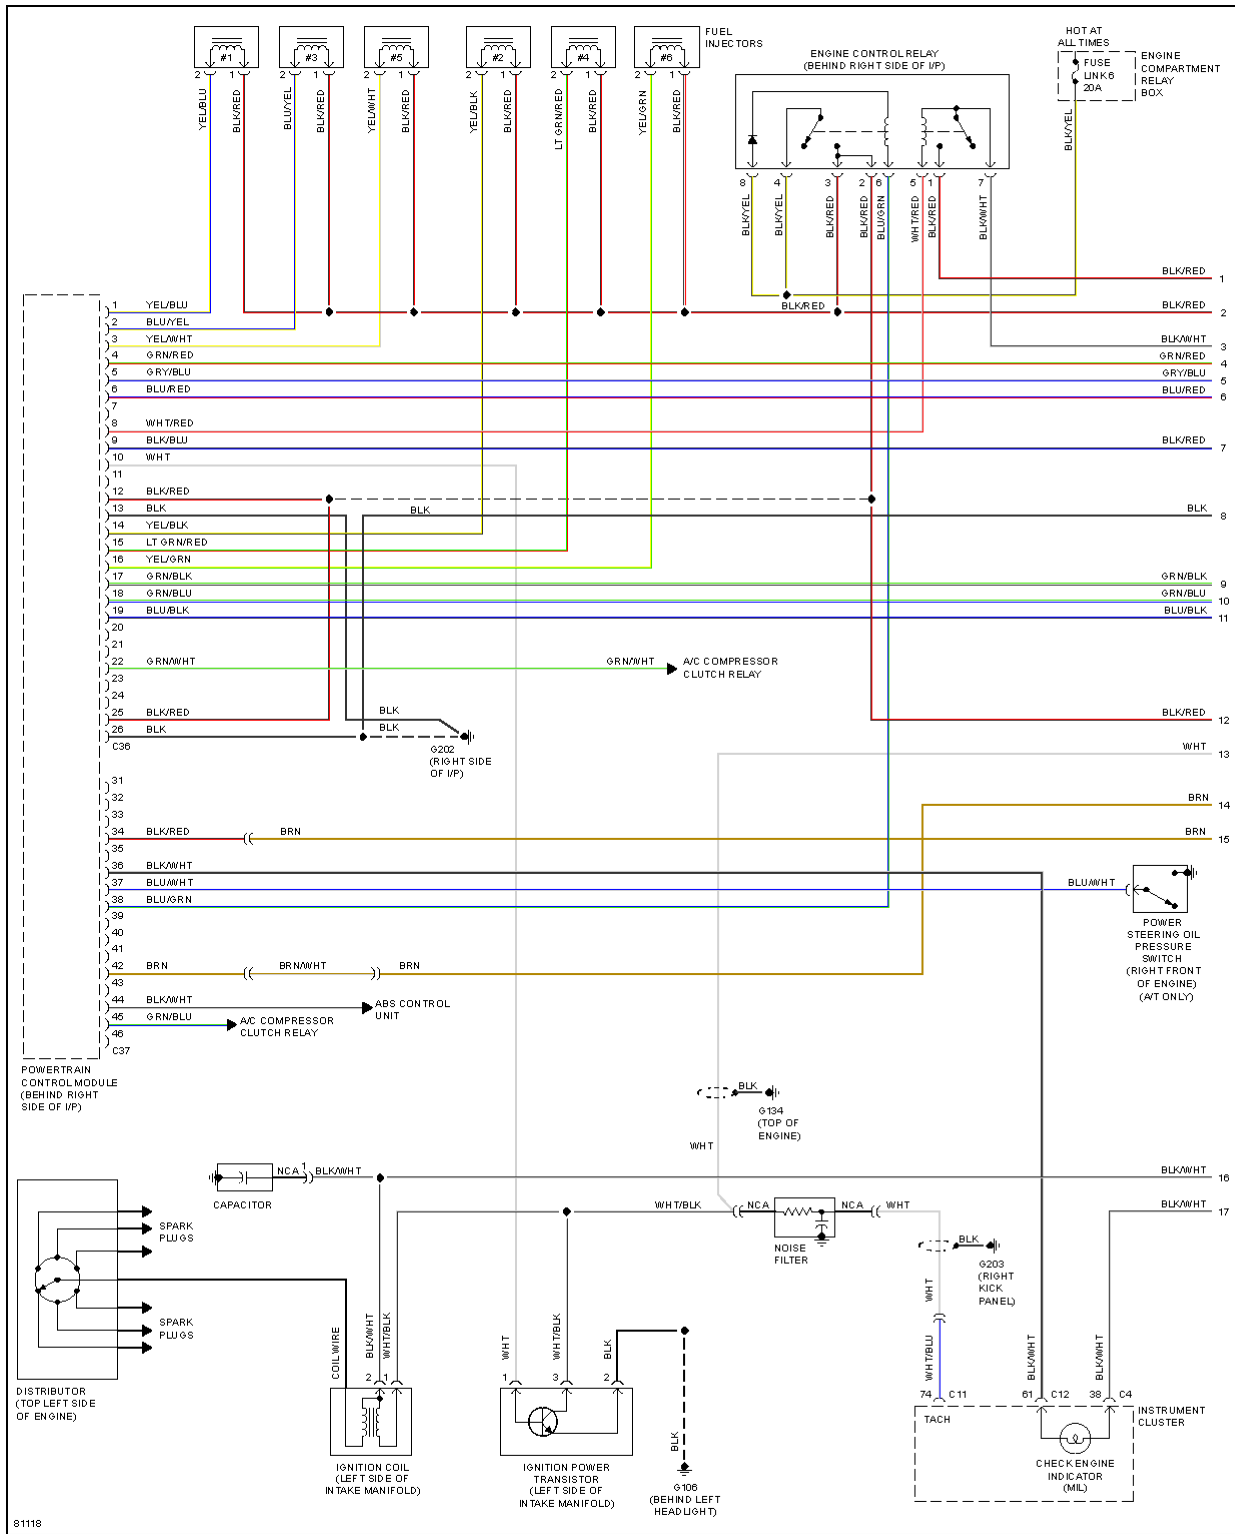 #1
#3
#5
#2
#4
#6
FUEL
INJECTORS
2
1
2
1
2
1
2
1
2
1
2
1
YEL/BLU
BLK/RED
BLU/YEL
BLK/RED
YEL/WHT
BLK/RED
YEL/BLK
BLK/RED
LT GRN/RED
BLK/RED
YEL/GRN
BLK/RED
ENGINE CONTROL RELAY
(BEHIND RIGHT SIDE OF I/P)
8
4
3
2
6
5
1
7
BLK/YEL
BLK/YEL
BLK/RED
BLK/RED
BLU/GRN
WHT/RED
BLK/RED
BLK/WHT
HOT AT
ALL TIMES
FUSE
LINK 6
20A
ENGINE
COMPARTMENT
RELAY
BOX
BLK/YEL
BLK/RED
BLK/RED 1
BLK/RED 2
BLK/WHT 3
GRN/RED 4
GRY/BLU 5
BLU/RED 6
BLK/RED 7
BLK 8
GRN/BLK 9
GRN/BLU 10
BLU/BLK 11
BLK/RED 12
WHT 13
BRN 14
BRN 15
BLK/WHT 16
BLK/WHT 17
1 YEL/BLU
2 BLU/YEL
3 YEL/WHT
4 GRN/RED
5 GRY/BLU
6 BLU/RED
7
8 WHT/RED
9 BLK/BLU
10 WHT
11
12 BLK/RED
13 BLK
14 YEL/BLK
15 LT GRN/RED
16 YEL/GRN
17 GRN/BLK
18 GRN/BLU
19 BLU/BLK
20
21
22 GRN/WHT
23
24
25 BLK/RED
26 BLK
C36
BLK
GRN/WHT
A/C COMPRESSOR
CLUTCH RELAY
BLK
BLK
G202
(RIGHT SIDE
OF I/P)
31
32
33
34 BLK/RED
BRN
35
36 BLK/WHT
37 BLU/WHT
38 BLU/GRN
39
40
41
42 BRN
BRN/WHT
BRN
43
44 BLK/WHT
ABS CONTROL
UNIT
45 GRN/BLU
A/C COMPRESSOR
CLUTCH RELAY
46
C37
POWERTRAIN
CONTROL MODULE
(BEHIND RIGHT
SIDE OF I/P)
BLU/WHT
POWER
STEERING OIL
PRESSURE
SWITCH
(RIGHT FRONT
OF ENGINE)
(A/T ONLY)
BLK
G134
(TOP OF
ENGINE)
WHT
NCA
1
BLK/WHT
CAPACITOR
WHT/BLK
NCA
NCA
WHT
NOISE
FILTER
BLK
G203
(RIGHT
KICK
PANEL)
SPARK
PLUGS
SPARK
PLUGS
DISTRIBUTOR
(TOP LEFT SIDE
OF ENGINE)
COIL WIRE
BLK/WHT
WHT/BLK
2
1
IGNITION COIL
(LEFT SIDE OF
INTAKE MANIFOLD)
WHT
WHT/BLK
BLK
1
3
2
IGNITION POWER
TRANSISTOR
(LEFT SIDE OF
INTAKE MANIFOLD)
BLK
G106
(BEHIND LEFT
HEADLIGHT)
WHT
WHT/BLU
BLK/WHT
BLK/WHT
74
C11
61
C12
38
C4
TACH
INSTRUMENT
CLUSTER
CHECK ENGINE
INDICATOR
(MIL)
81118